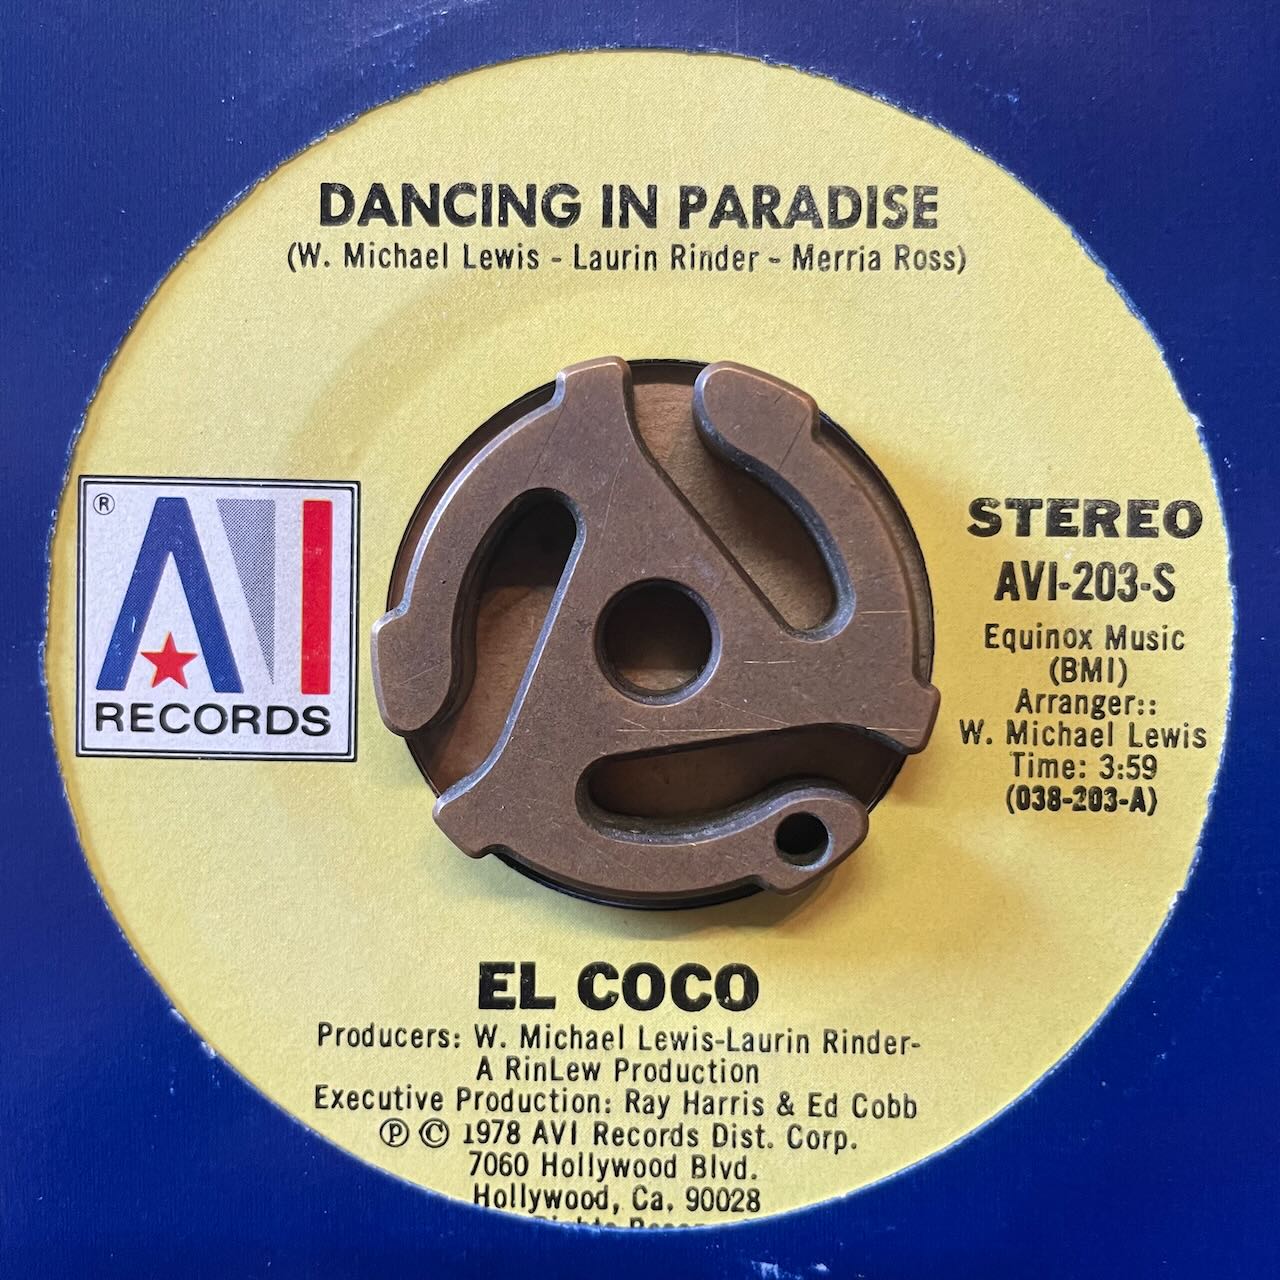 DANCING IN PARADISE
(W. Michael Lewis - Laurin Rinder - Merria Ross)
®
AVI
RECORDS
STEREO
AVI-203-S
Equinox Music
(BMI)
Arranger::
W. Michael Lewis
Time: 3:59
(038-203-A)
EL COCO
Producers: W. Michael Lewis-Laurin Rinder-
A RinLew Production
Executive Production: Ray Harris & Ed Cobb
℗ © 1978 AVI Records Dist. Corp.
7060 Hollywood Blvd.
Hollywood, Ca. 90028